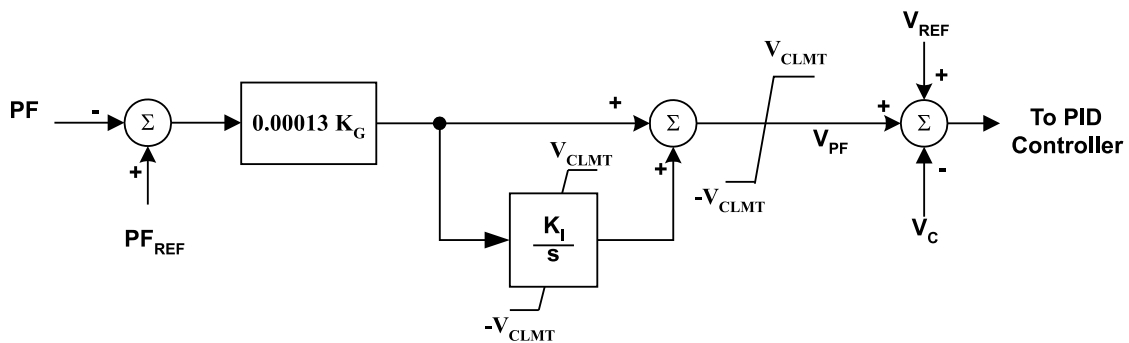 V_REF
V_CLMT
+
PF
-
Σ
0.00013 K_G
+
Σ
+
Σ
To PID
Controller
+
V_CLMT
+
V_PF
-
PF_REF
K_I
s
-V_CLMT
V_C
-V_CLMT